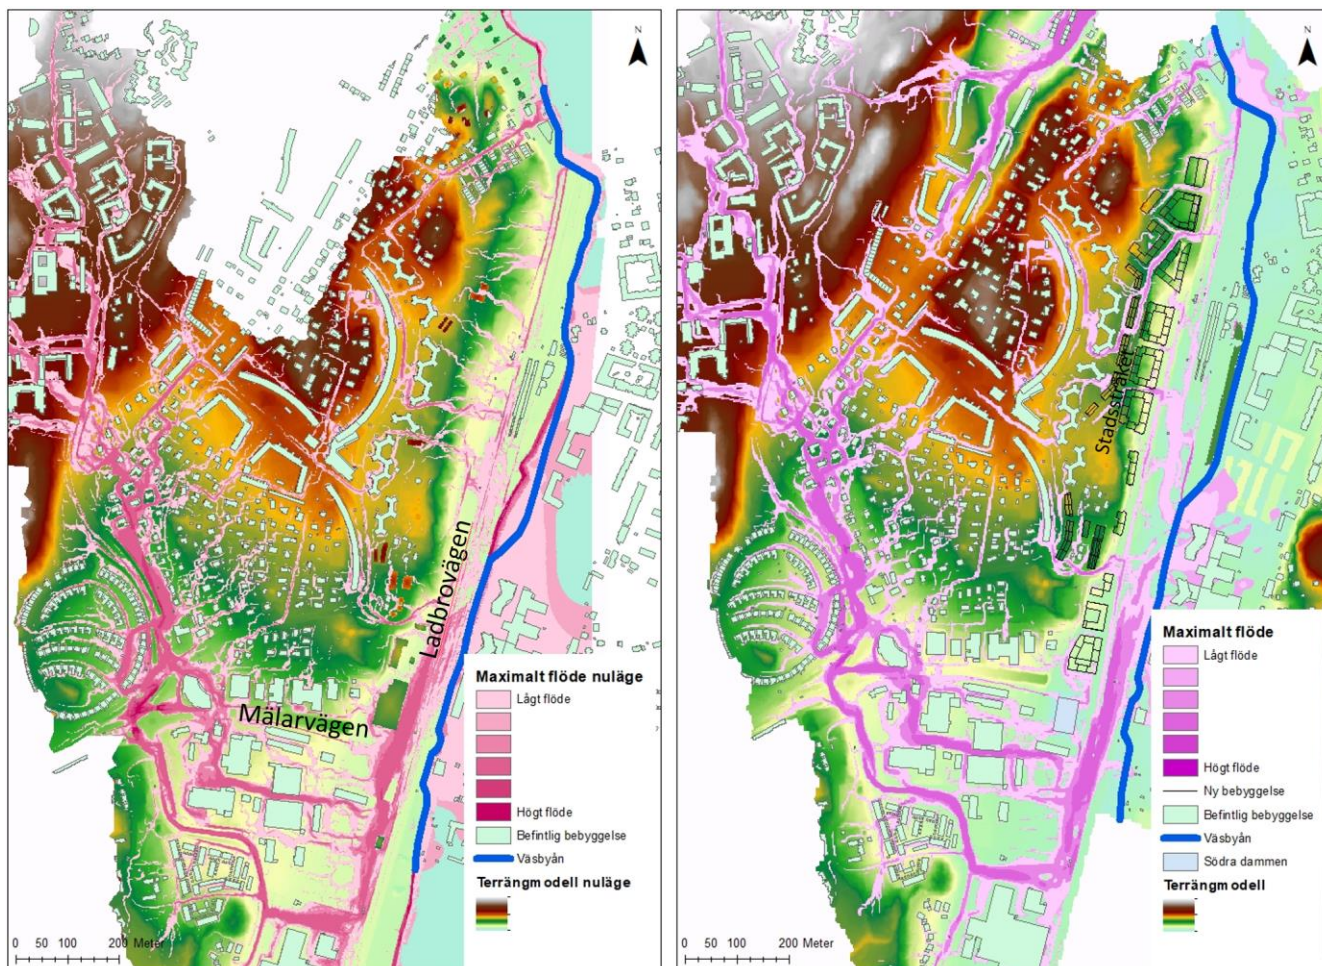 N
Ladbrovägen
Mälarvägen
Maximalt flöde nuläge
Lågt flöde
Högt flöde
Befintlig bebyggelse
Väsbyån
Terrängmodell nuläge
0 50 100 200 Meter
N
Stadsstråket
Maximalt flöde
Lågt flöde
Högt flöde
Ny bebyggelse
Befintlig bebyggelse
Väsbyån
Södra dammen
Terrängmodell
0 50 100 200 Meter